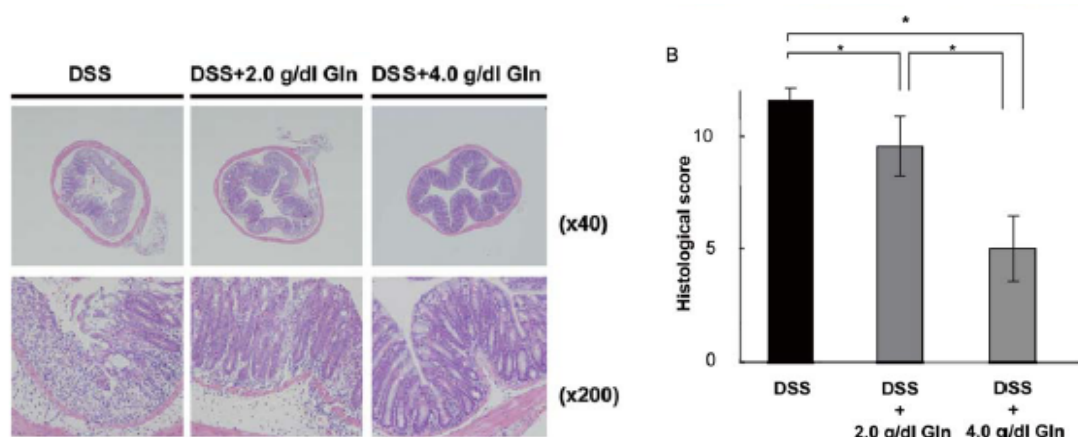 DSS
DSS+2.0 g/dl Gln
DSS+4.0 g/dl Gln
(x40)
(x200)
B
*
*
*
Histological score
10
5
0
DSS
DSS
+
2.0 g/dl Gln
DSS
+
4.0 g/dl Gln